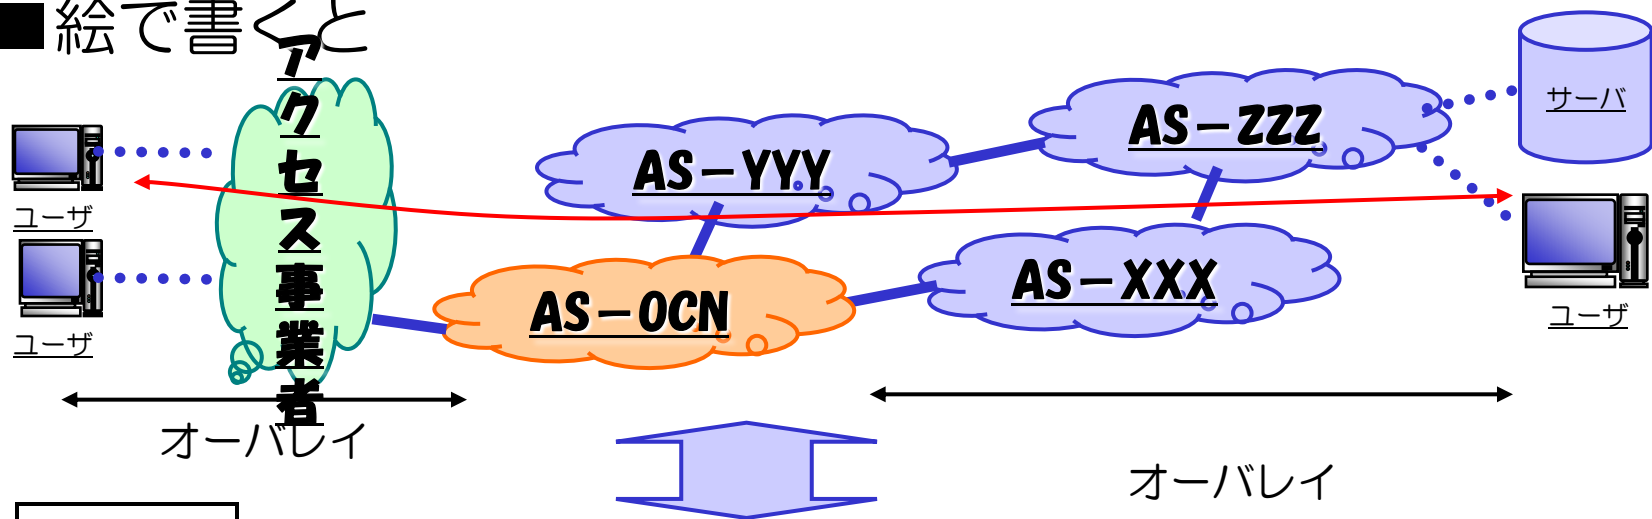 ■絵で書くと
アクセス事業者
AS－YYY
AS－ZZZ
サーバ
ユーザ
ユーザ
AS－OCN
AS－XXX
ユーザ
オーバレイ
オーバレイ